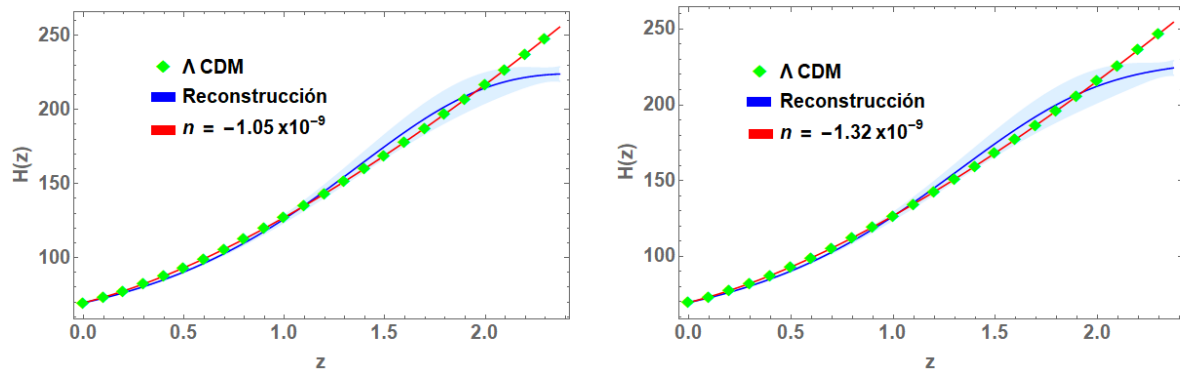 250
200
150
100
H(z)
Λ CDM
Reconstrucción
n = −1.05 x10⁻⁹
0.0 0.5 1.0 1.5 2.0
z
250
200
150
100
H(z)
Λ CDM
Reconstrucción
n = −1.32 x10⁻⁹
0.0 0.5 1.0 1.5 2.0
z